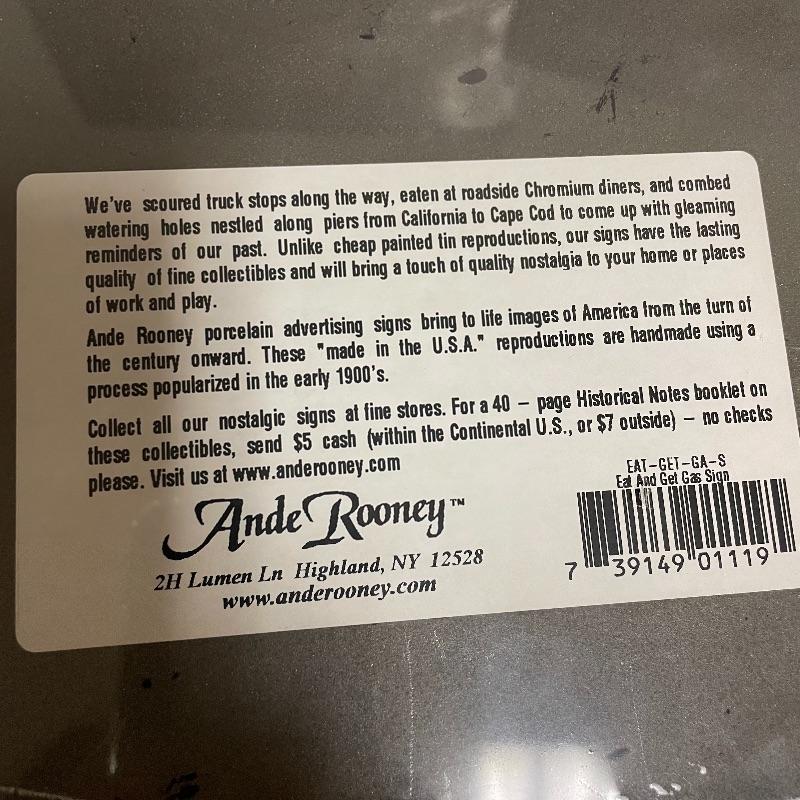 We've scoured truck stops along the way, eaten at roadside Chromium diners, and combed
watering holes nestled along piers from California to Cape Cod to come up with gleaming
reminders of our past. Unlike cheap painted tin reproductions, our signs have the lasting
quality of fine collectibles and will bring a touch of quality nostalgia to your home or places
of work and play.
Ande Rooney porcelain advertising signs bring to life images of America from the turn of
the century onward. These "made in the U.S.A." reproductions are handmade using a
process popularized in the early 1900's.
Collect all our nostalgic signs at fine stores. For a 40 – page Historical Notes booklet on
these collectibles, send $5 cash (within the Continental U.S., or $7 outside) – no checks
please. Visit us at www.anderooney.com
Ande Rooney™
2H Lumen Ln Highland, NY 12528
www.anderooney.com
EAT-GET-GA-S
Eat And Get Gas Sign
7 39149 01119